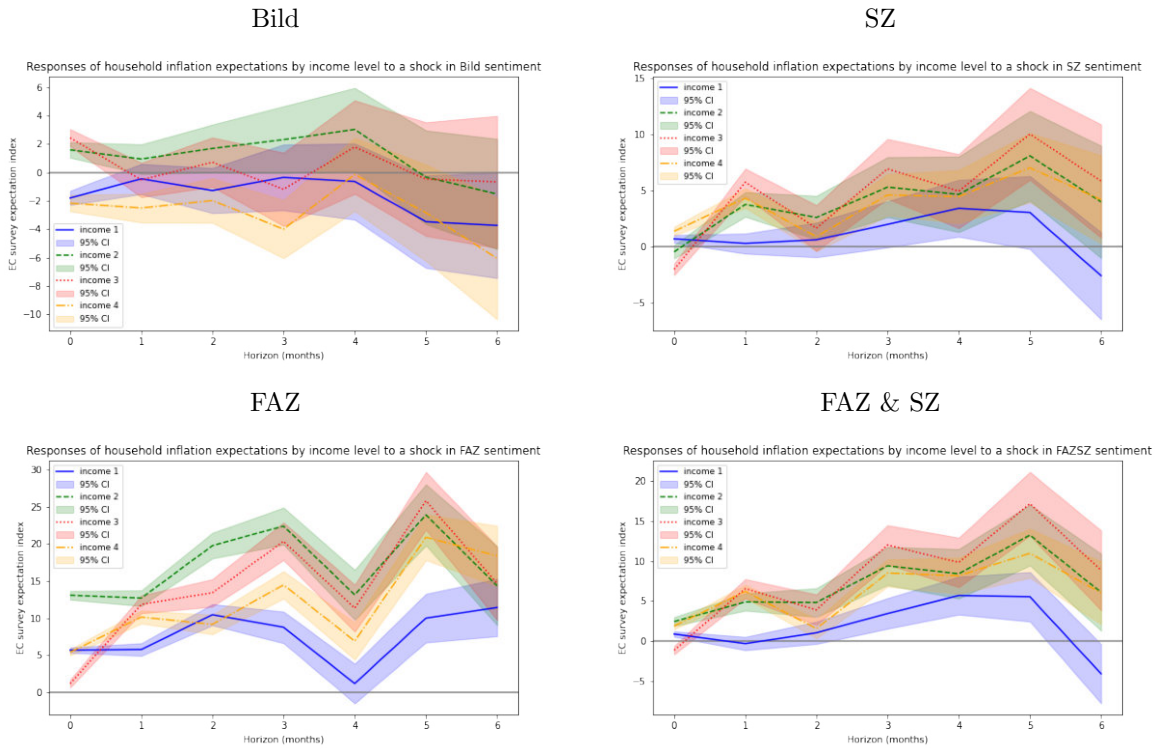 Bild
Responses of household inflation expectations by income level to a shock in Bild sentiment
EC survey expectation index
6
4
2
0
−2
−4
−6
−8
−10
income 1
95% CI
income 2
95% CI
income 3
95% CI
income 4
95% CI
0 1 2 3 4 5 6
Horizon (months)
SZ
Responses of household inflation expectations by income level to a shock in SZ sentiment
EC survey expectation index
15
10
5
0
−5
income 1
95% CI
income 2
95% CI
income 3
95% CI
income 4
95% CI
0 1 2 3 4 5 6
Horizon (months)
FAZ
Responses of household inflation expectations by income level to a shock in FAZ sentiment
EC survey expectation index
30
25
20
15
10
5
0
income 1
95% CI
income 2
95% CI
income 3
95% CI
income 4
95% CI
0 1 2 3 4 5 6
Horizon (months)
FAZ & SZ
Responses of household inflation expectations by income level to a shock in FAZSZ sentiment
EC survey expectation index
20
15
10
5
0
−5
income 1
95% CI
income 2
95% CI
income 3
95% CI
income 4
95% CI
0 1 2 3 4 5 6
Horizon (months)